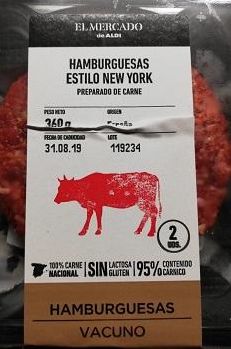 EL MERCADO
de ALDI
HAMBURGUESAS
ESTILO NEW YORK
PREPARADO DE CARNE
PESO NETO ORIGEN
360 g España
FECHA DE CADUCIDAD LOTE
31.08.19 119234
2
UDS.
100% CARNE
NACIONAL
SIN LACTOSA
GLUTEN
95% CONTENIDO
CÁRNICO
HAMBURGUESAS
VACUNO